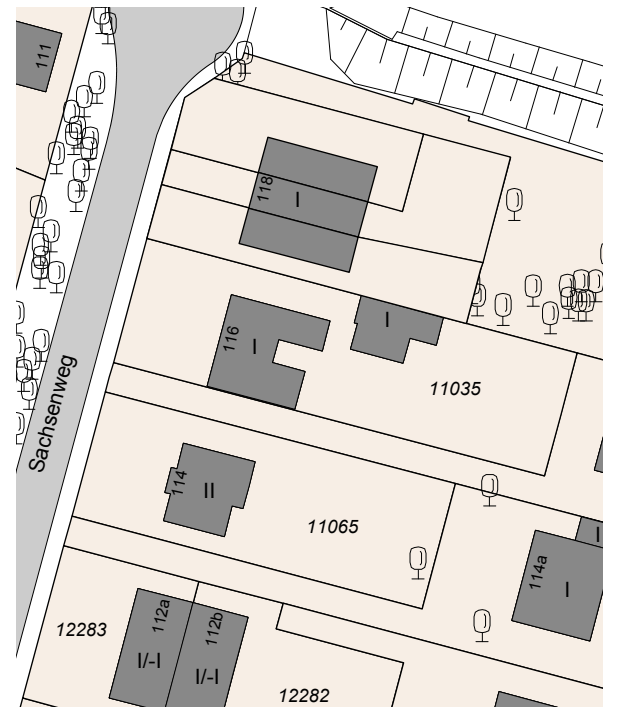 111
118
I
116
I
I
11035
Sachsenweg
114
II
11065
I
114a
I
112a
112b
12283
I/-I
I/-I
12282